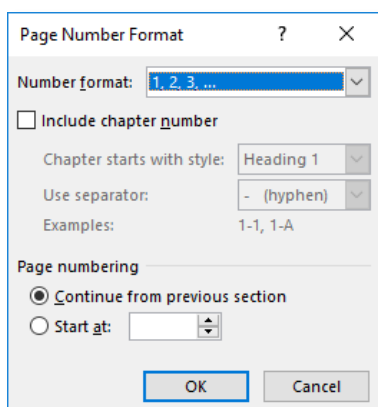 Page Number Format ? X
Number format: 1, 2, 3, ...
Include chapter number
Chapter starts with style: Heading 1
Use separator: - (hyphen)
Examples: 1-1, 1-A
Page numbering
Continue from previous section
Start at:
OK Cancel